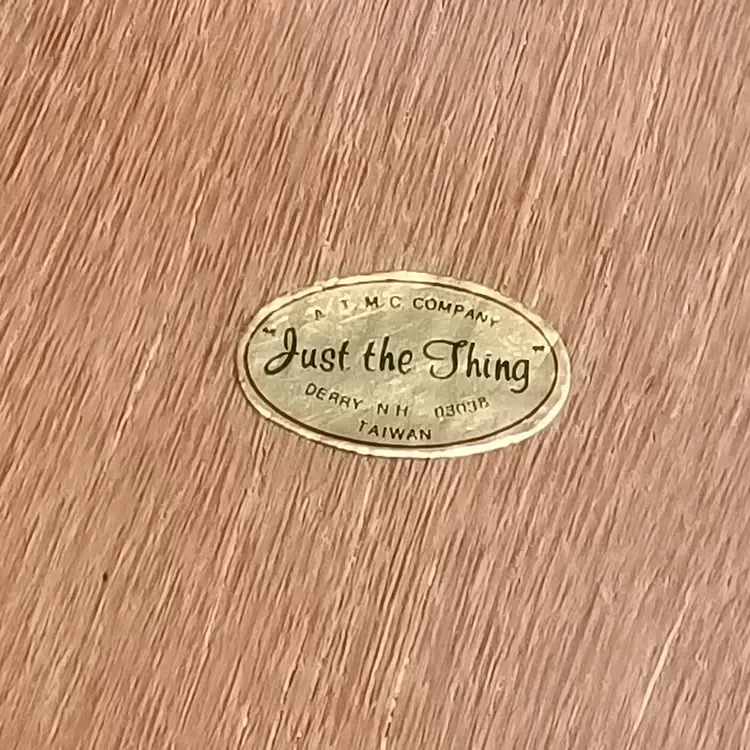 A. T. M. C. COMPANY
"Just the Thing"
DERRY N H 03038
TAIWAN